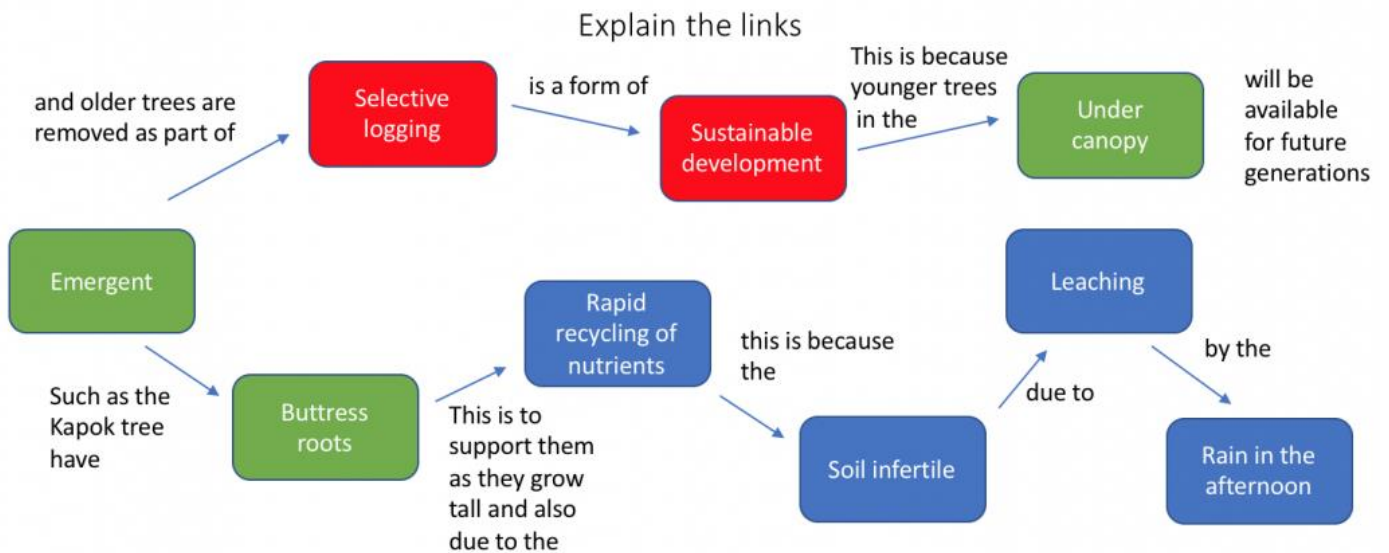 Explain the links
and older trees are
removed as part of
Selective
logging
is a form of
Sustainable
development
This is because
younger trees
in the
Under
canopy
will be
available
for future
generations
Emergent
Such as the
Kapok tree
have
Buttress
roots
This is to
support them
as they grow
tall and also
due to the
Rapid
recycling of
nutrients
this is because
the
Soil infertile
due to
Leaching
by the
Rain in the
afternoon